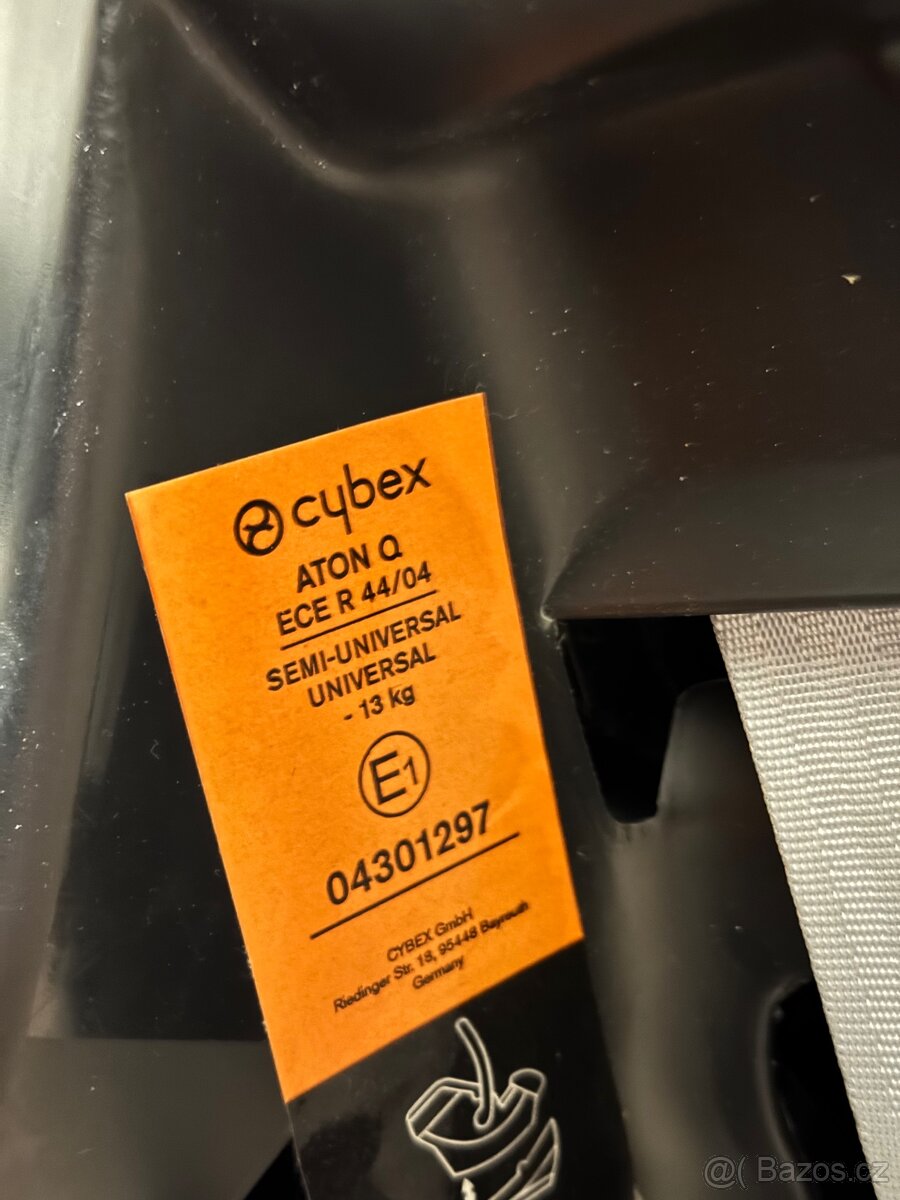 cybex
ATON Q
ECE R 44/04
SEMI-UNIVERSAL
UNIVERSAL
- 13 kg
E1
04301297
CYBEX GmbH
Riedinger Str. 18, 95448 Bayreuth
Germany
@( Bazos.cz